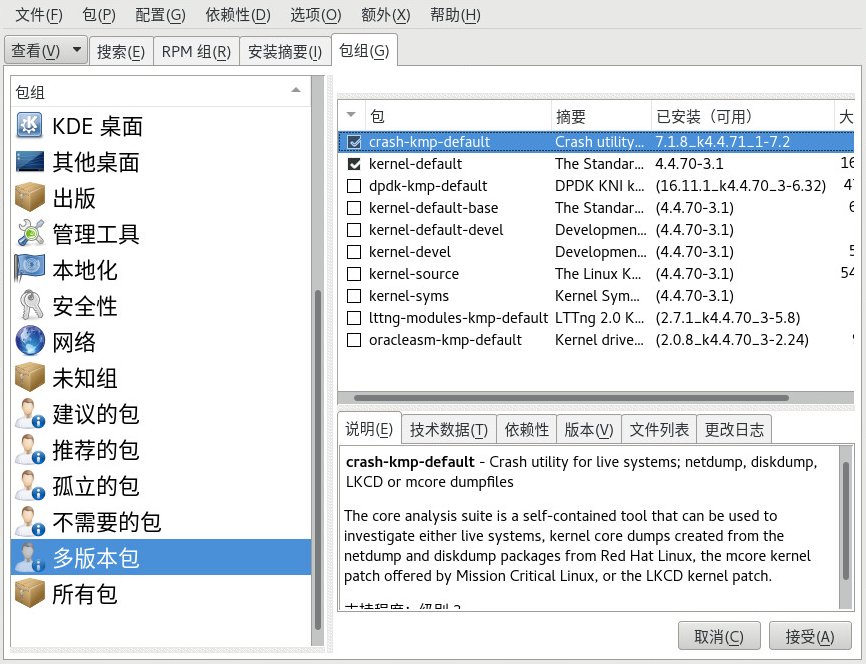 文件(F) 包(P) 配置(G) 依赖性(D) 选项(O) 额外(X) 帮助(H)
查看(V) 搜索(E) RPM 组(R) 安装摘要(I) 包组(G)
包组
KDE 桌面
其他桌面
出版
管理工具
本地化
安全性
网络
未知组
建议的包
推荐的包
孤立的包
不需要的包
多版本包
所有包
包 摘要 已安装（可用） 大
crash-kmp-default Crash utility... 7.1.8_k4.4.71_1-7.2
kernel-default The Standar... 4.4.70-3.1 16
dpdk-kmp-default DPDK KNI k... (16.11.1_k4.4.70_3-6.32) 4
kernel-default-base The Standar... (4.4.70-3.1) 6
kernel-default-devel Developmen... (4.4.70-3.1)
kernel-devel Developmen... (4.4.70-3.1) 5
kernel-source The Linux K... (4.4.70-3.1) 54
kernel-syms Kernel Sym... (4.4.70-3.1)
lttng-modules-kmp-default LTTng 2.0 K... (2.7.1_k4.4.70_3-5.8)
oracleasm-kmp-default Kernel drive... (2.0.8_k4.4.70_3-2.24)
说明(E) 技术数据(T) 依赖性 版本(V) 文件列表 更改日志
crash-kmp-default - Crash utility for live systems; netdump, diskdump,
LKCD or mcore dumpfiles
The core analysis suite is a self-contained tool that can be used to
investigate either live systems, kernel core dumps created from the
netdump and diskdump packages from Red Hat Linux, the mcore kernel
patch offered by Mission Critical Linux, or the LKCD kernel patch.
支持程度：级别 2
取消(C) 接受(A)